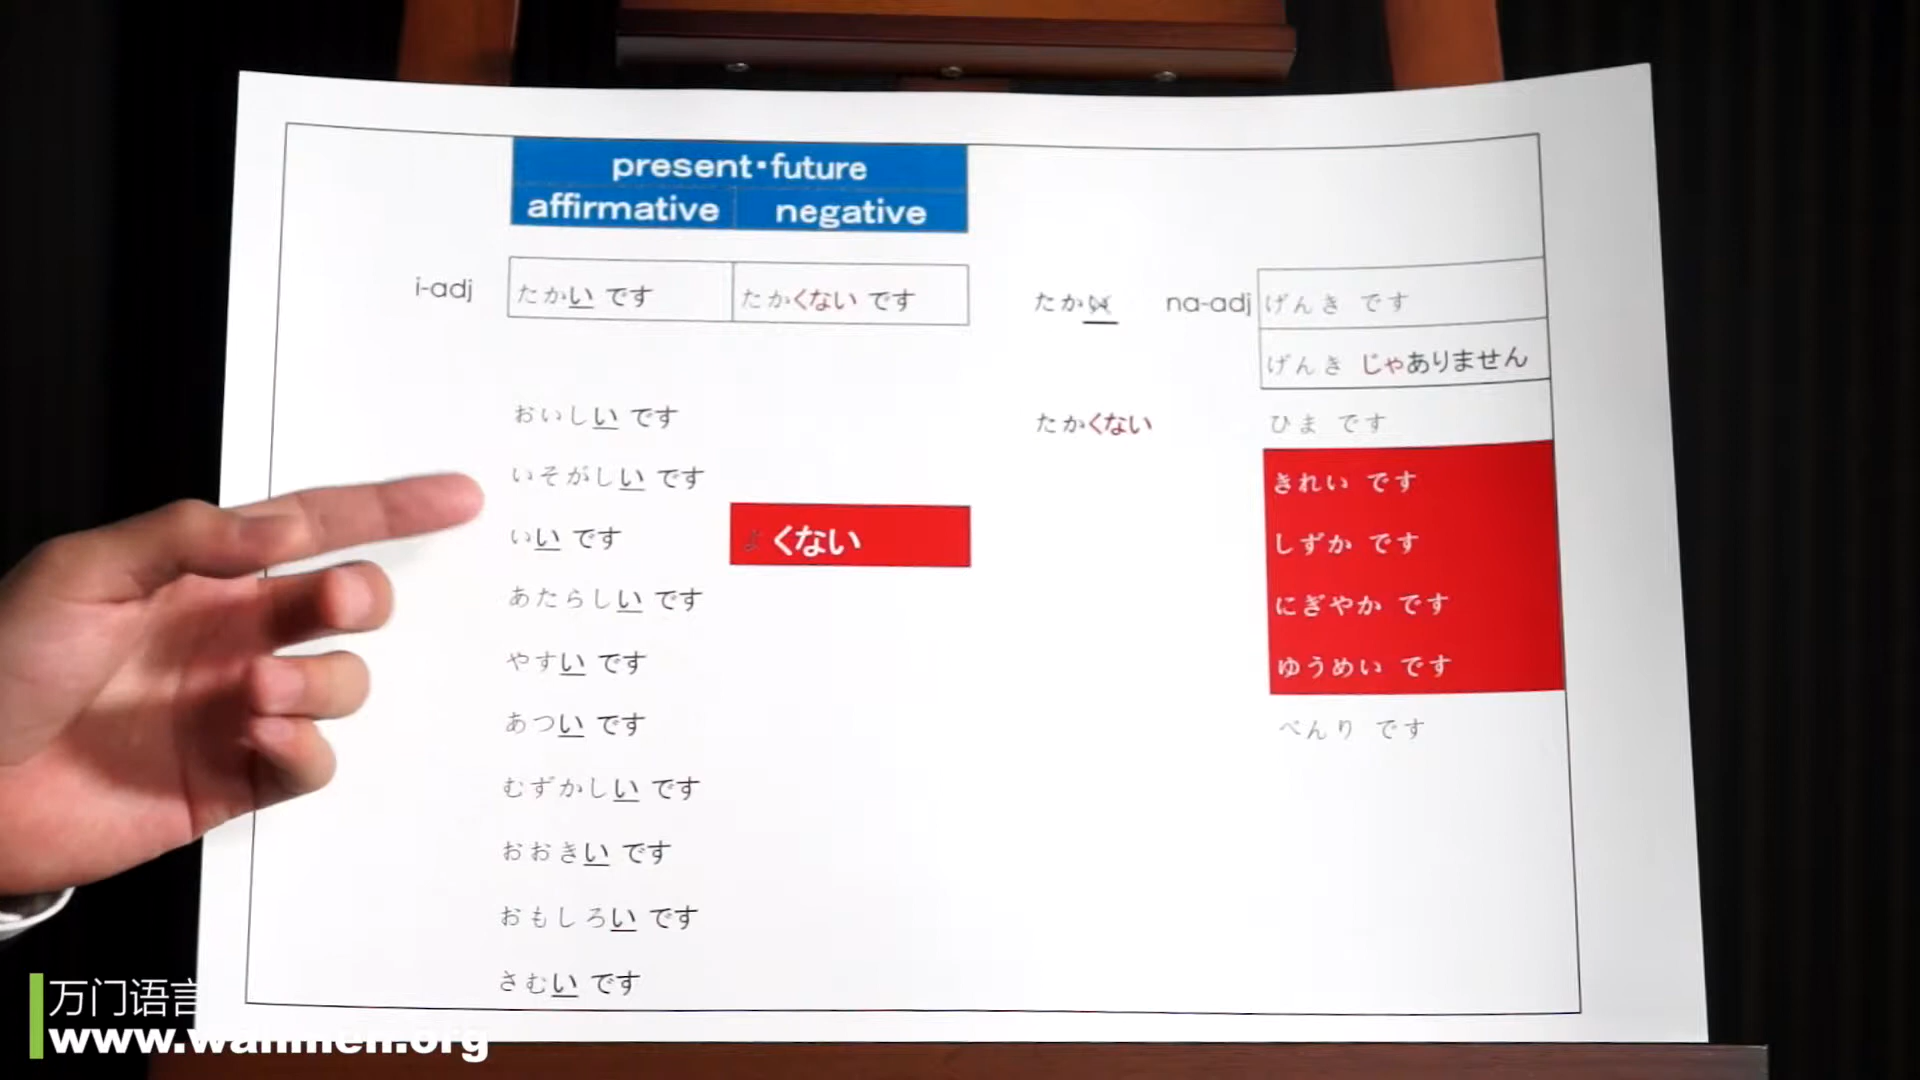 present・future
affirmative negative
i-adj たかい です たかくない です たかい na-adj げんき です
げんき じゃありません
おいしい です たかくない ひま です
いそがしい です きれい です
いい です よくない しずか です
あたらしい です にぎやか です
やすい です ゆうめい です
あつい です べんり です
むずかしい です
おおきい です
おもしろい です
さむい です
万门语言
www.wanmen.org